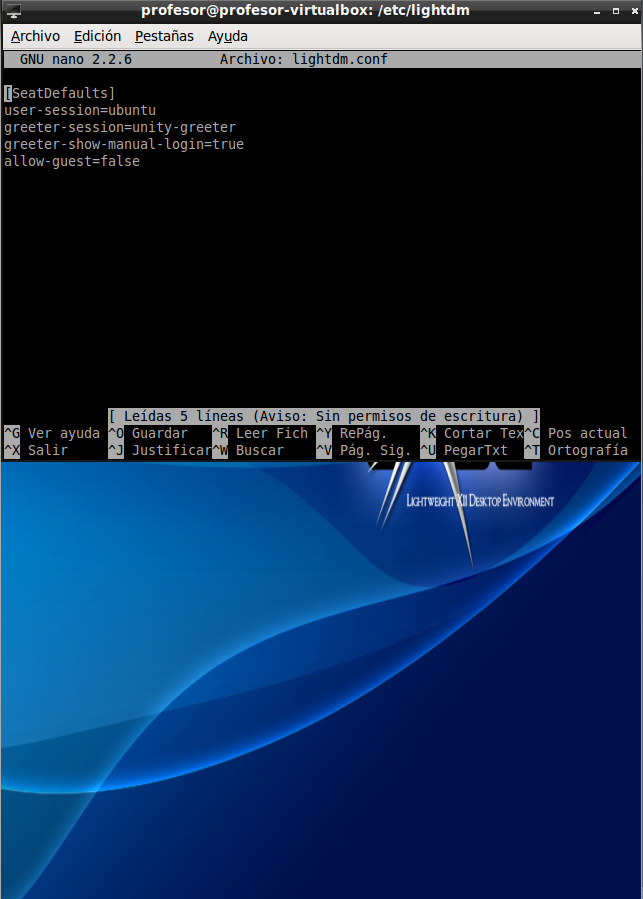 profesor@profesor-virtualbox: /etc/lightdm
Archivo Edición Pestañas Ayuda
GNU nano 2.2.6 Archivo: lightdm.conf
[SeatDefaults]
user-session=ubuntu
greeter-session=unity-greeter
greeter-show-manual-login=true
allow-guest=false
[ Leídas 5 líneas (Aviso: Sin permisos de escritura) ]
^G Ver ayuda ^O Guardar ^R Leer Fich ^Y RePág. ^K Cortar Tex ^C Pos actual
^X Salir ^J Justificar ^W Buscar ^V Pág. Sig. ^U PegarTxt ^T Ortografía
LIGHTWEIGHT X11 DESKTOP ENVIRONMENT